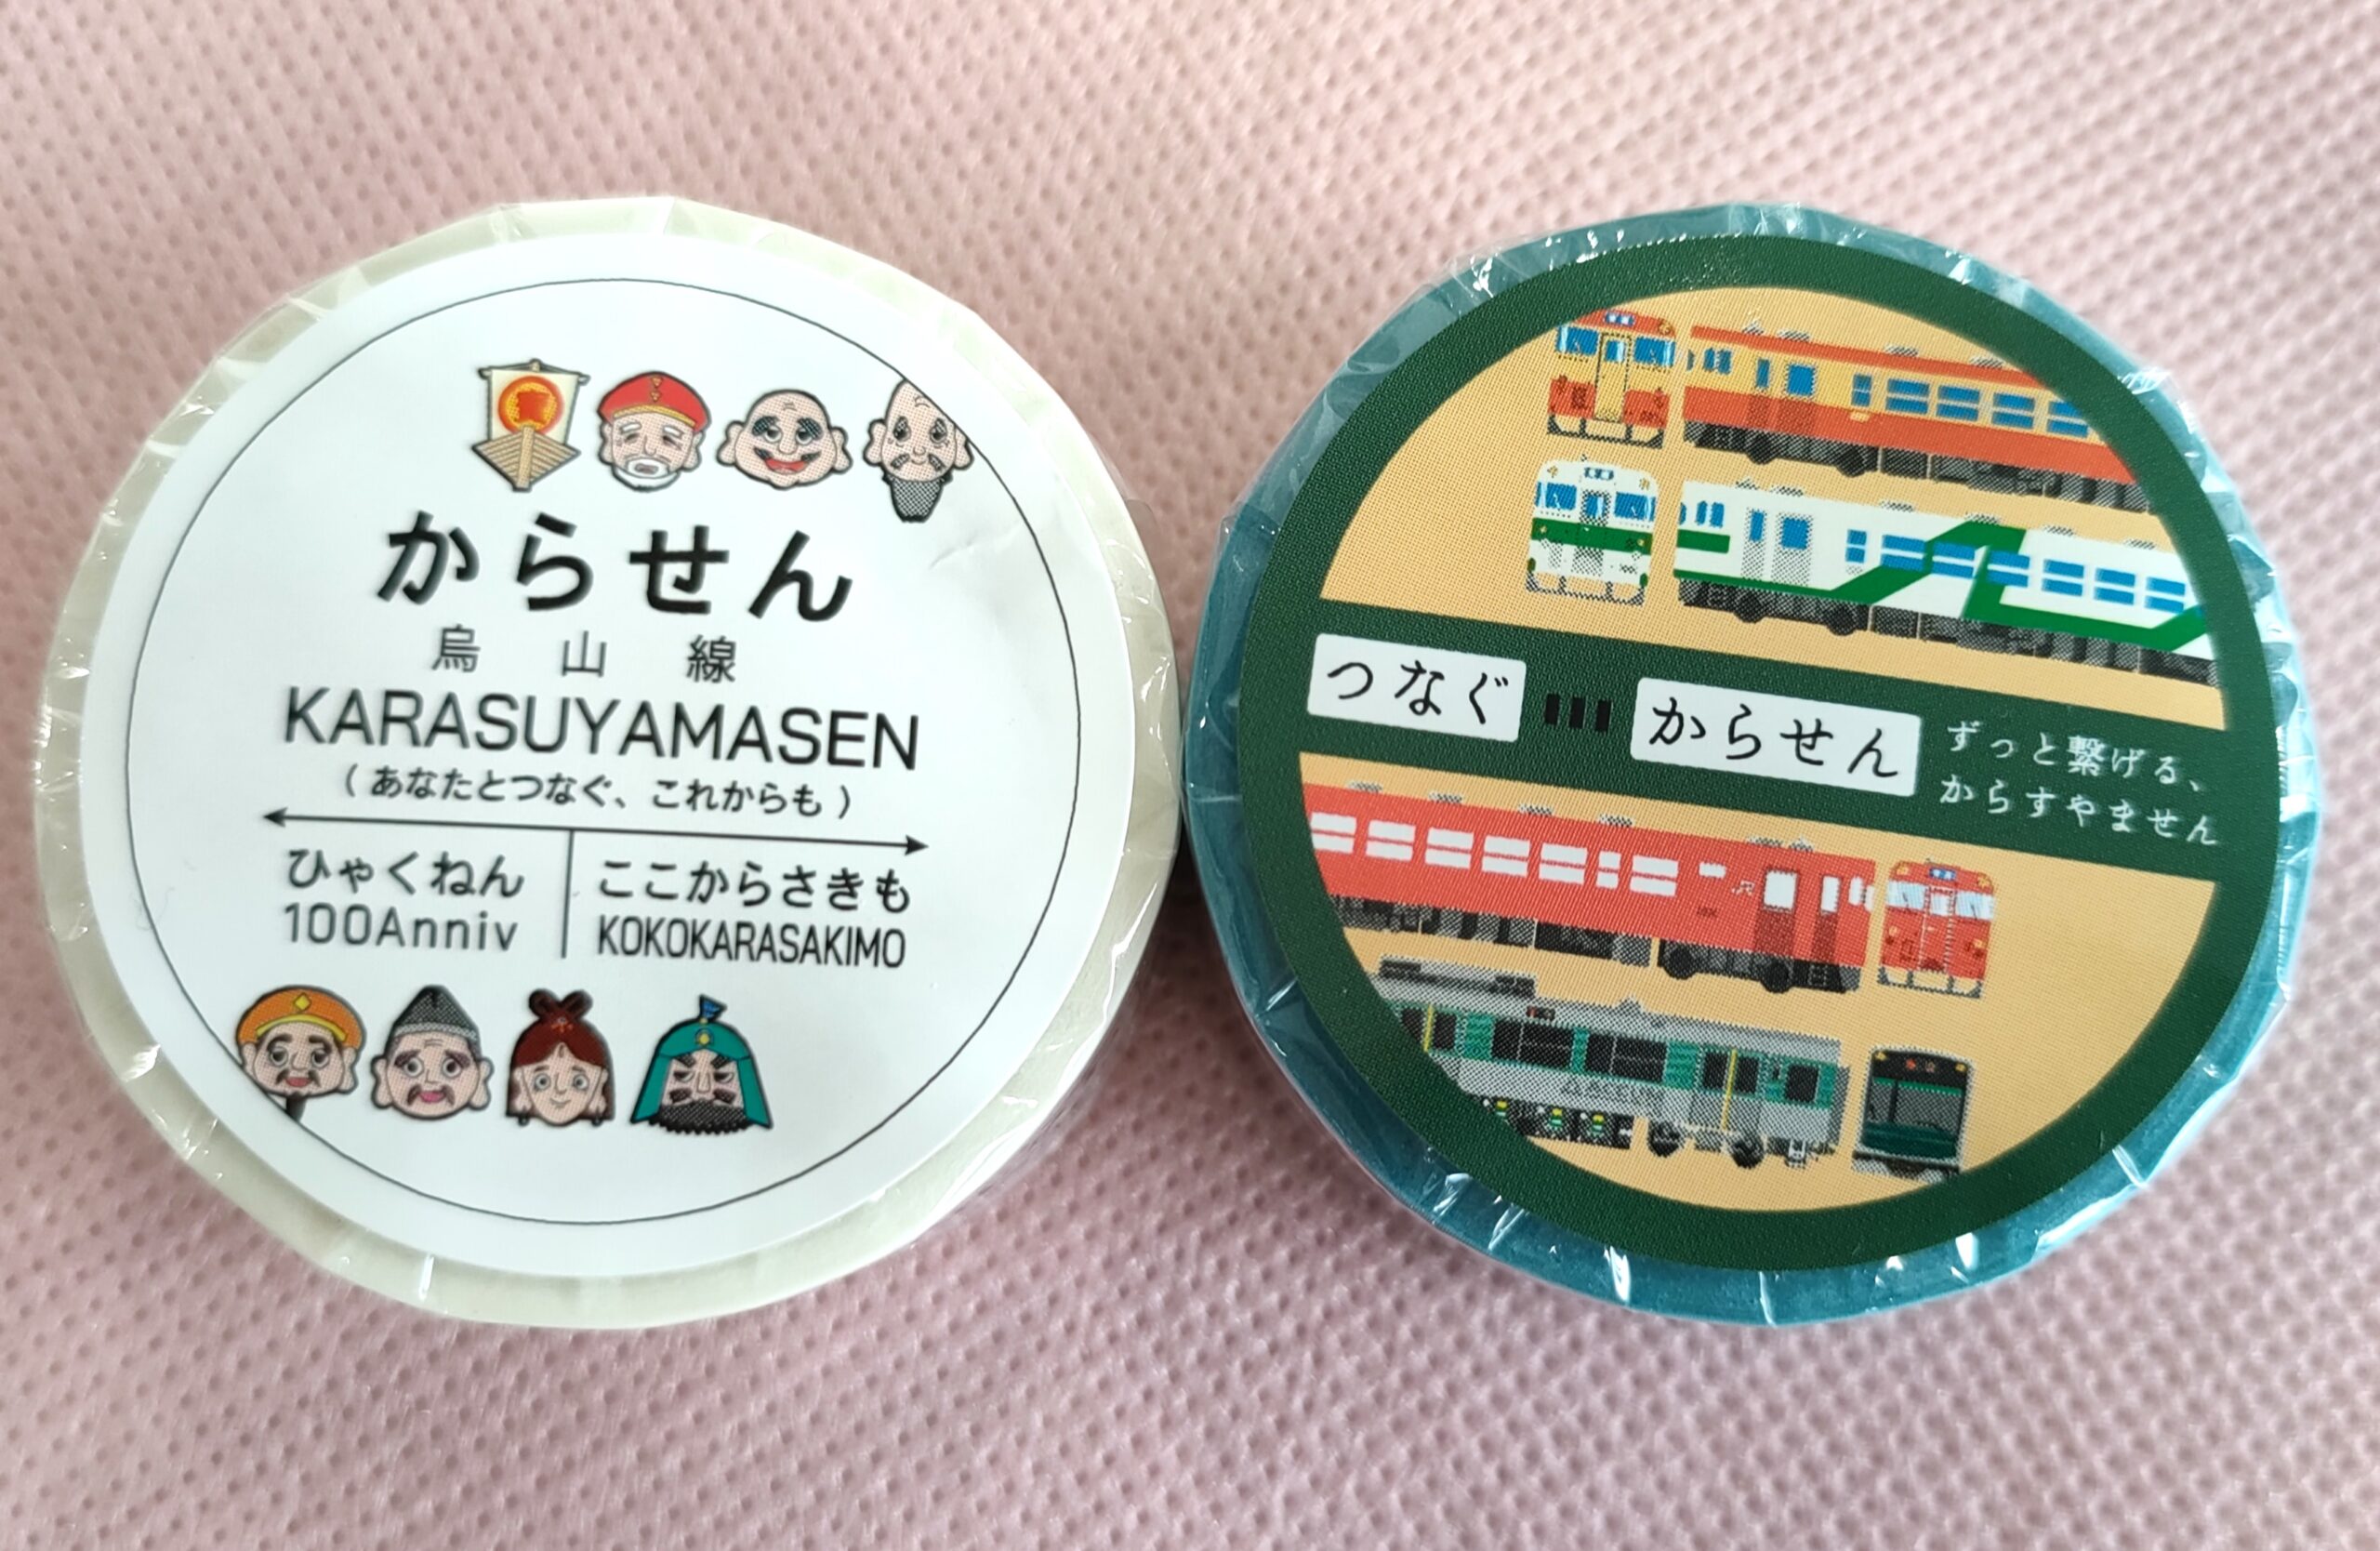 からせん
烏山線
KARASUYAMASEN
(あなたとつなぐ、これからも)
ひゃくねん
100Anniv
ここからさきも
KOKOKARASAKIMO
つなぐ
からせん
ずっと繋げる、
からすやません